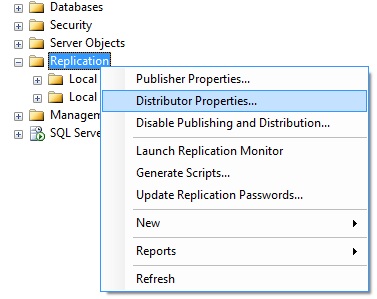 Databases
Security
Server Objects
Replication
Local
Local
Managem
SQL Serve
Publisher Properties...
Distributor Properties...
Disable Publishing and Distribution...
Launch Replication Monitor
Generate Scripts...
Update Replication Passwords...
New
Reports
Refresh